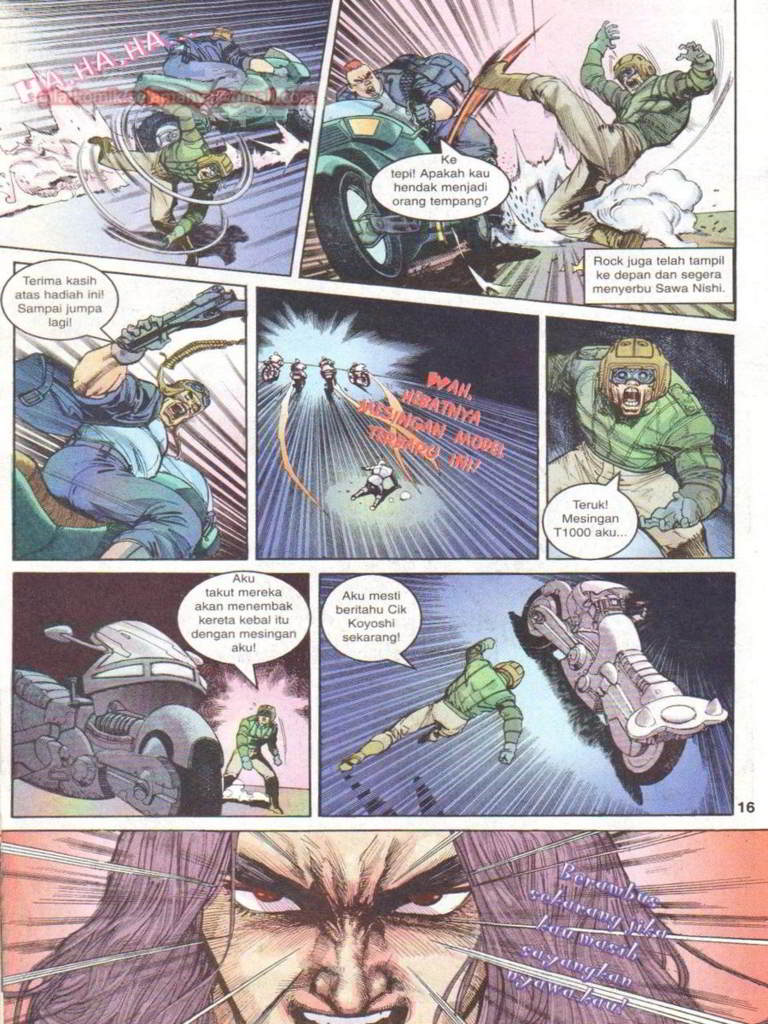 HA, HA, HA...
Ke
tepi! Apakah kau
hendak menjadi
orang tempang?
Rock juga telah tampil
ke depan dan segera
menyerbu Sawa Nishi.
Terima kasih
atas hadiah ini!
Sampai jumpa
lagi!
WAH,
HEBATNYA
MESINGAN MODEL
TERBARU INI!
Teruk!
Mesingan
T1000 aku...
Aku
takut mereka
akan menembak
kereta kebal itu
dengan mesingan
aku!
Aku mesti
beritahu Cik
Koyoshi
sekarang!
16
Berambus
sekarang jika
kau masih
sayangkan
nyawa kau!